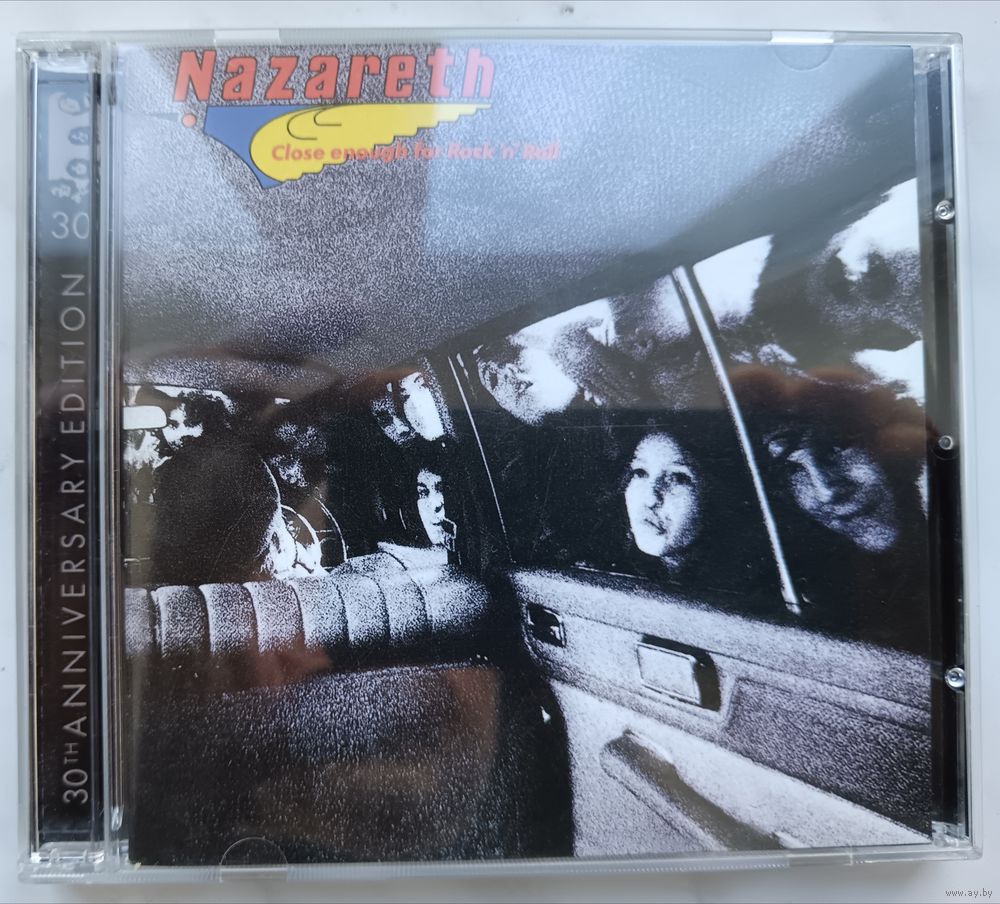 Nazareth
Close enough for Rock 'n' Roll
30
30TH ANNIVERSARY EDITION
www.ay.by